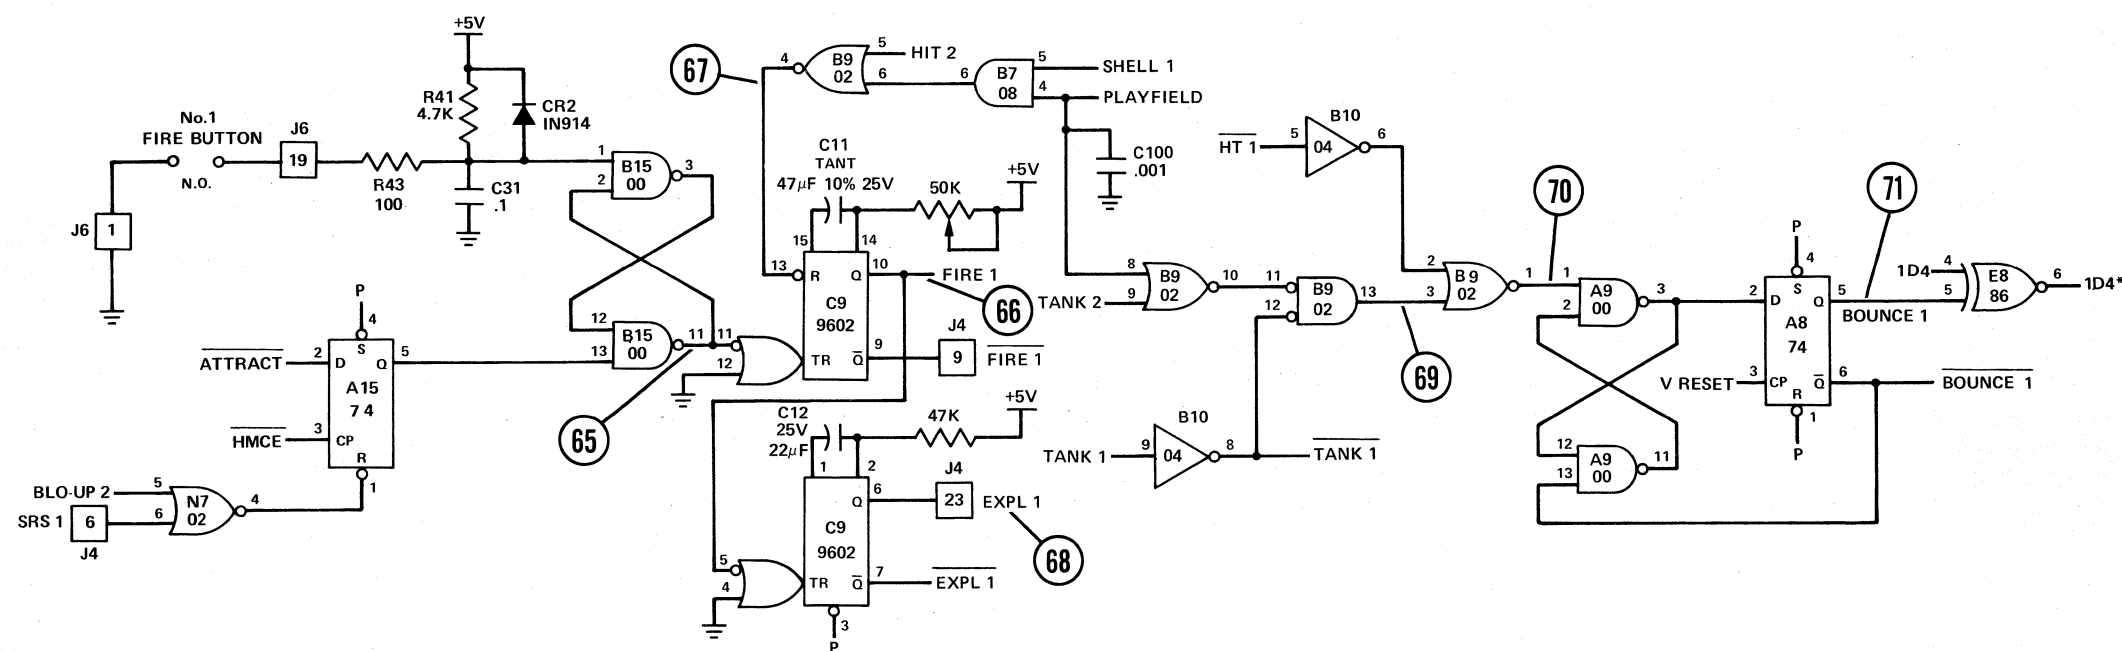 +5V
R41
4.7K
CR2
IN914
No.1
FIRE BUTTON
N.O.
J6
19
R43
100
C31
.1
J6
1
1
2
B15
00
3
12
13
B15
00
11
65
P
4
S
ATTRACT
2
D
Q
5
A15
74
HMCE
3
CP
R
1
BLO-UP 2
5
SRS 1
6
J4
6
N7
02
4
67
4
B9
02
5
HIT 2
6
6
B7
08
5
SHELL 1
4
PLAYFIELD
C100
.001
C11
TANT
47µF 10% 25V
50K
+5V
15
14
13
R
Q
10
FIRE 1
66
C9
9602
11
12
TR
Q
9
J4
9
FIRE 1
C12
25V
22µF
47K
+5V
1
2
Q
6
J4
23
EXPL 1
68
C9
9602
5
4
TR
Q
7
EXPL 1
3
P
HT 1
5
B10
04
6
8
TANK 2
9
B9
02
10
11
12
B9
02
13
69
TANK 1
9
B10
04
8
TANK 1
2
3
B9
02
1
70
1
2
A9
00
3
12
13
A9
00
11
P
4
S
2
D
Q
5
BOUNCE 1
71
A8
74
V RESET
3
CP
Q
6
BOUNCE 1
R
1
P
1D4
4
5
E8
86
6
1D4*